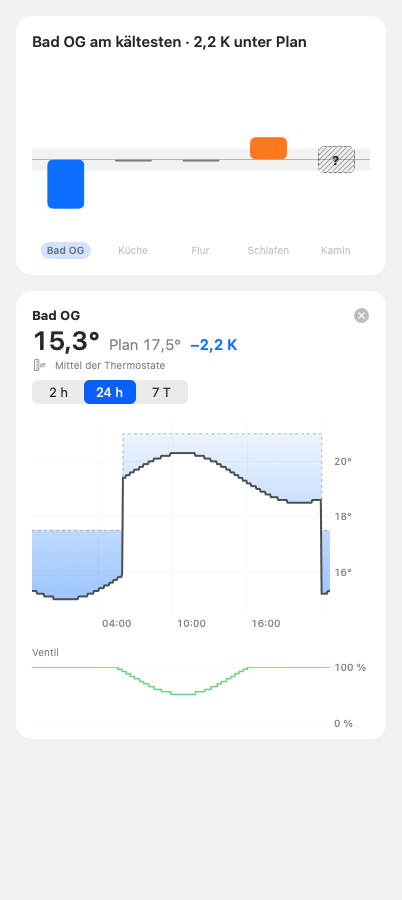 Bad OG am kältesten · 2,2 K unter Plan
?
Bad OG Küche Flur Schlafen Kamin
Bad OG
15,3° Plan 17,5° −2,2 K
Mittel der Thermostate
2 h 24 h 7 T
20°
18°
16°
04:00 10:00 16:00
Ventil
100 %
0 %